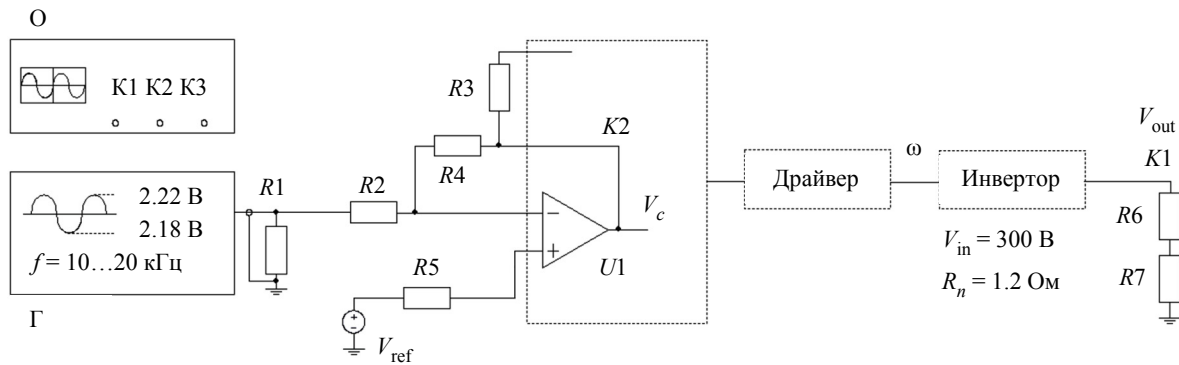 О
К1 К2 К3
2.22 В
2.18 В
f = 10…20 кГц
Г
R1
R2
R3
R4
K2
V_c
U1
R5
V_ref
Драйвер
ω
Инвертор
V_in = 300 В
R_n = 1.2 Ом
V_out
K1
R6
R7